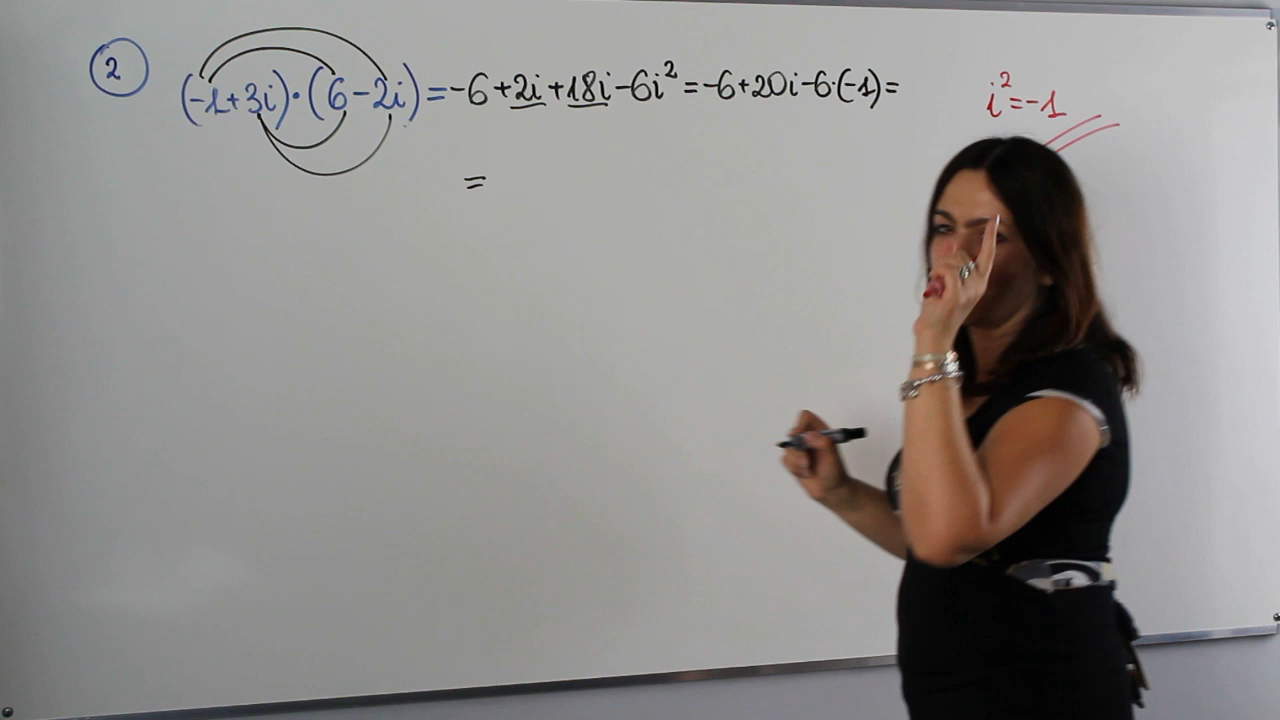 2 (-1+3i)·(6-2i)=-6+2i+18i-6i²=-6+20i-6·(-1)=
i²=-1
=